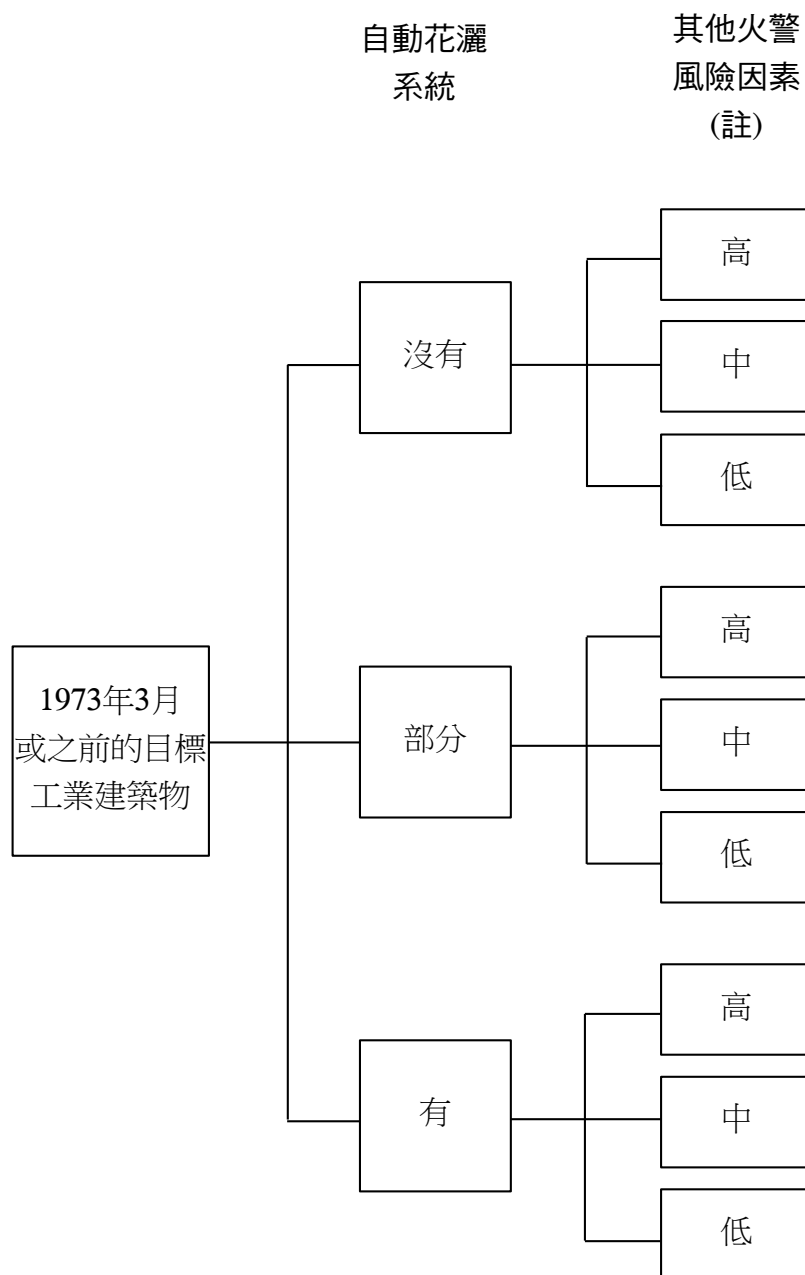 自動花灑
系統
其他火警
風險因素
(註)
高
沒有
中
低
高
1973年3月
或之前的目標
工業建築物
部分
中
低
高
有
中
低